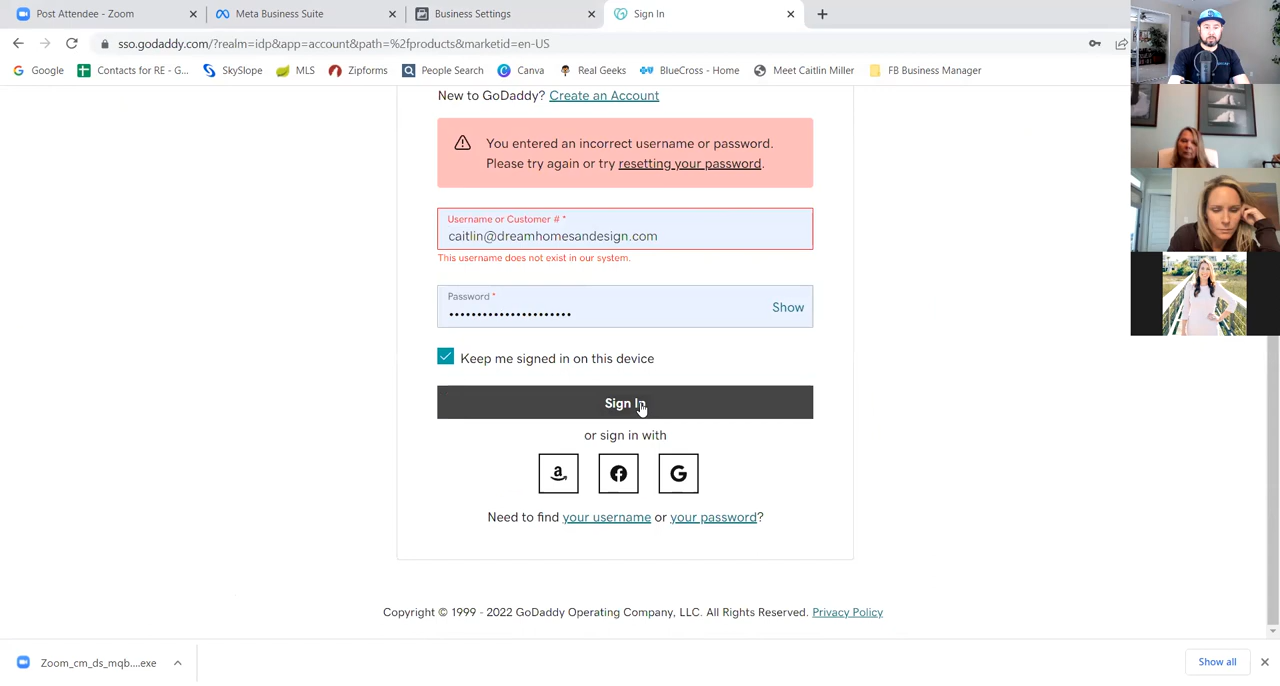 Post Attendee - Zoom
Meta Business Suite
Business Settings
Sign In
sso.godaddy.com/?realm=idp&app=account&path=%2fproducts&marketid=en-US
Google
Contacts for RE - G...
SkySlope
MLS
Zipforms
People Search
Canva
Real Geeks
BlueCross - Home
Meet Caitlin Miller
FB Business Manager
New to GoDaddy? Create an Account
You entered an incorrect username or password.
Please try again or try resetting your password.
Username or Customer # *
caitlin@dreamhomesandesign.com
This username does not exist in our system.
Password *
••••••••••••••••••••••
Show
Keep me signed in on this device
Sign In
or sign in with
Need to find your username or your password?
Copyright © 1999 - 2022 GoDaddy Operating Company, LLC. All Rights Reserved. Privacy Policy
Zoom_cm_ds_mqb....exe
Show all